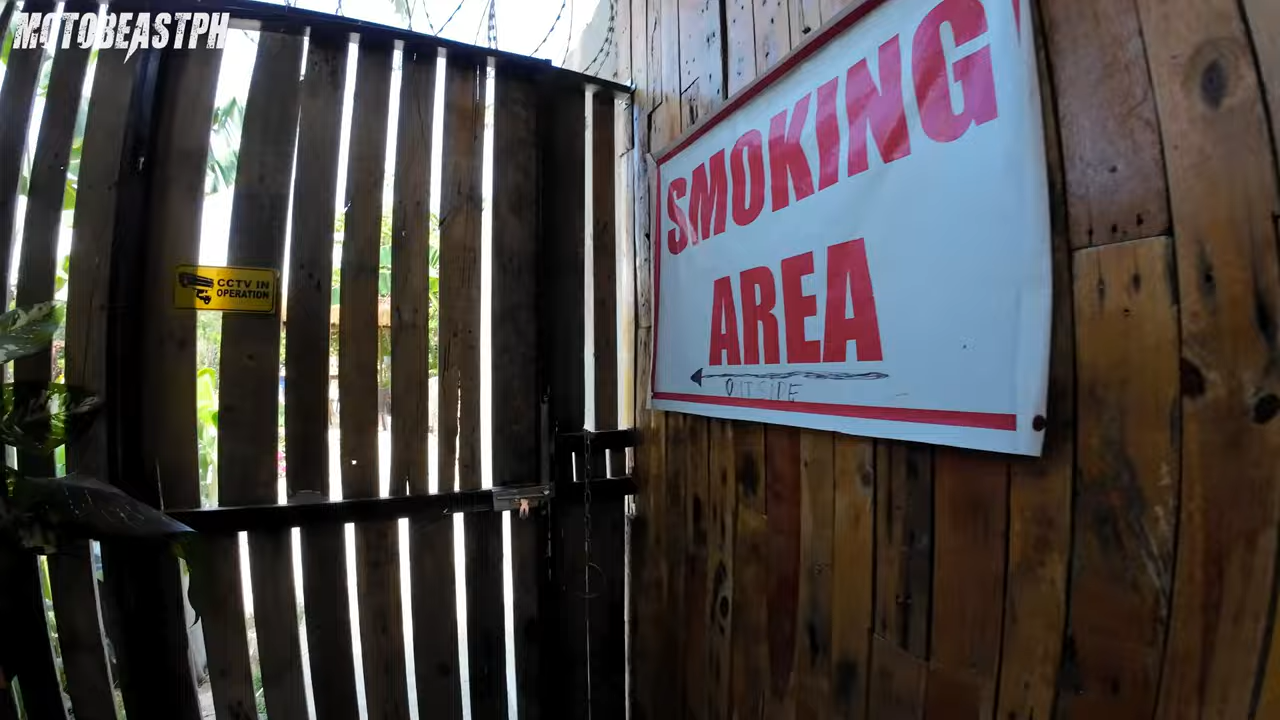 MOTOBEASTPH
CCTV IN
OPERATION
SMOKING
AREA
OUTSIDE